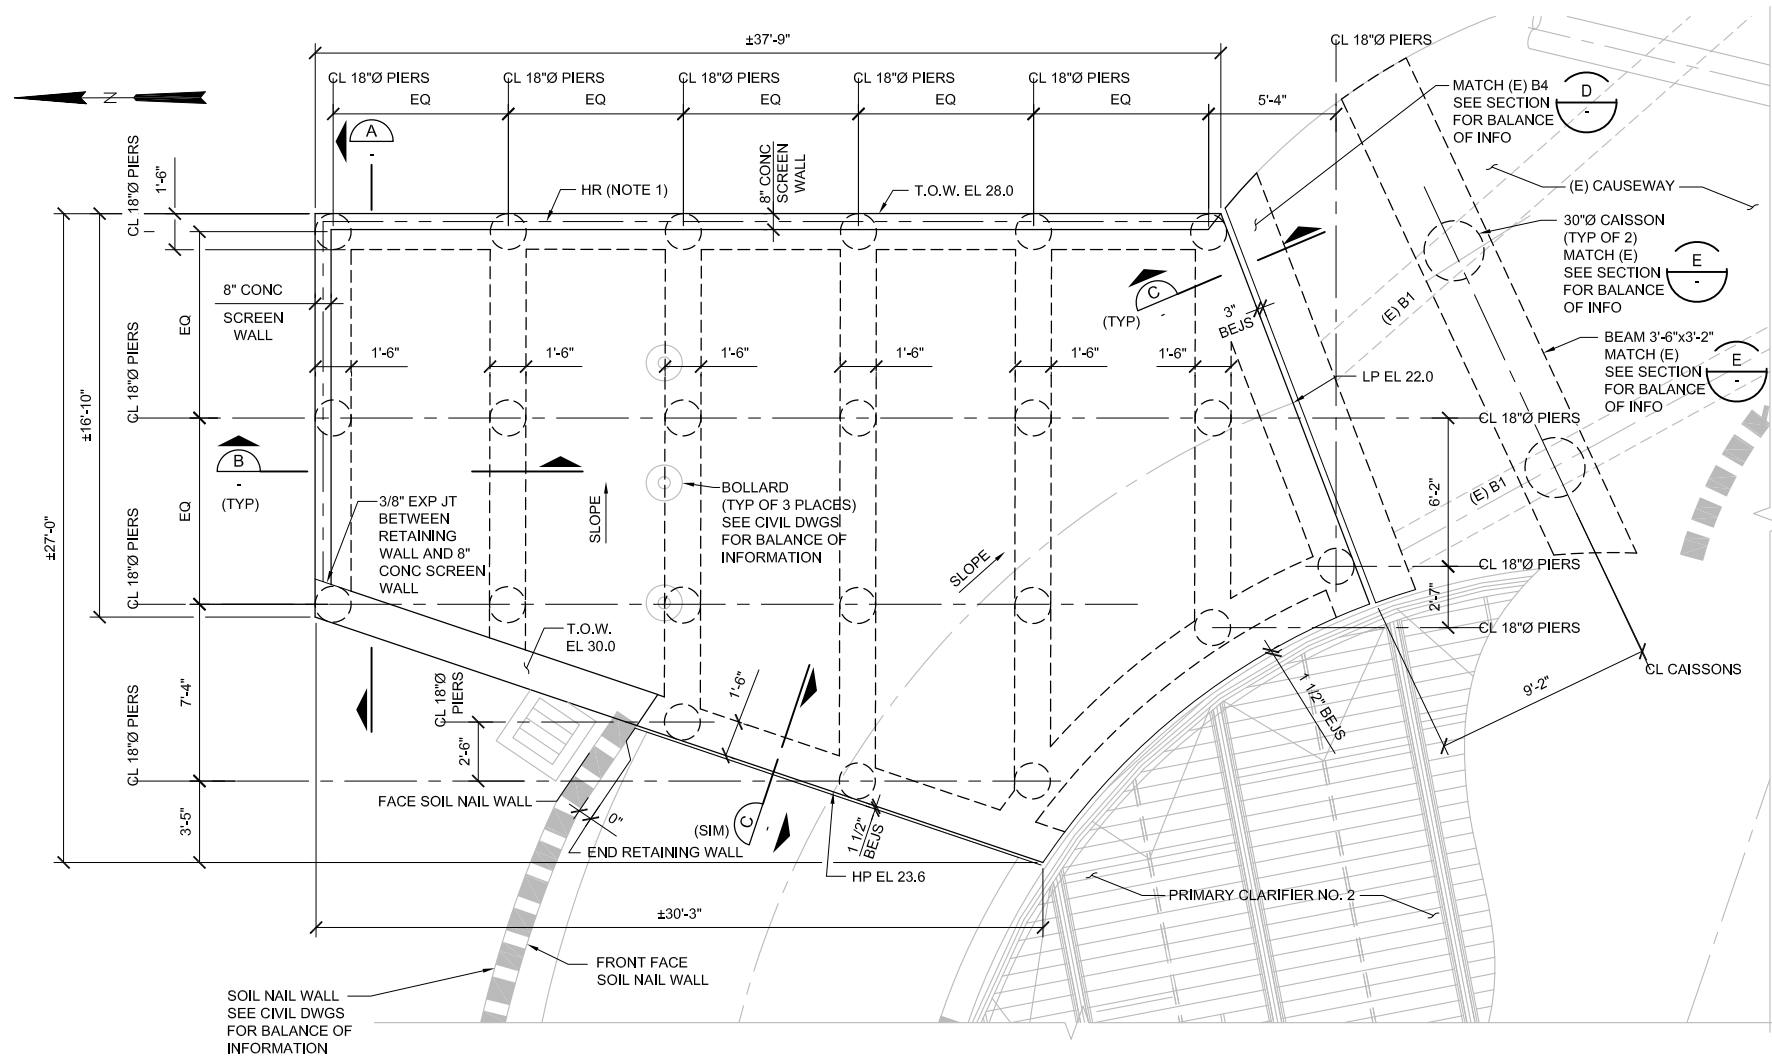 ±37'-9"
CL 18"Ø PIERS
CL 18"Ø PIERS
CL 18"Ø PIERS
CL 18"Ø PIERS
CL 18"Ø PIERS
CL 18"Ø PIERS
EQ
EQ
EQ
EQ
EQ
5'-4"
N
A
-
HR (NOTE 1)
8" CONC
SCREEN
WALL
T.O.W. EL 28.0
MATCH (E) B4
SEE SECTION
FOR BALANCE
OF INFO
D
-
(E) CAUSEWAY
30"Ø CAISSON
(TYP OF 2)
MATCH (E)
SEE SECTION
FOR BALANCE
OF INFO
E
-
BEAM 3'-6"x3'-2"
MATCH (E)
SEE SECTION
FOR BALANCE
OF INFO
E
-
CL 18"Ø PIERS
1'-6"
8" CONC
SCREEN
WALL
EQ
CL 18"Ø PIERS
1'-6"
1'-6"
1'-6"
1'-6"
1'-6"
1'-6"
C
-
(TYP)
3"
BEJS
(E) B1
LP EL 22.0
±16'-10"
±27'-0"
B
-
(TYP)
EQ
CL 18"Ø PIERS
3/8" EXP JT
BETWEEN
RETAINING
WALL AND 8"
CONC SCREEN
WALL
SLOPE
BOLLARD
(TYP OF 3 PLACES)
SEE CIVIL DWGS
FOR BALANCE OF
INFORMATION
SLOPE
(E) B1
CL 18"Ø PIERS
6'-2"
CL 18"Ø PIERS
2'-7"
CL 18"Ø PIERS
T.O.W.
EL 30.0
CL 18"Ø PIERS
7'-4"
CL 18"Ø
PIERS
2'-6"
1'-6"
1 1/2" BEJS
9'-2"
CL CAISSONS
3'-5"
FACE SOIL NAIL WALL
0"
END RETAINING WALL
(SIM)
C
-
1 1/2"
BEJS
HP EL 23.6
PRIMARY CLARIFIER NO. 2
±30'-3"
FRONT FACE
SOIL NAIL WALL
SOIL NAIL WALL
SEE CIVIL DWGS
FOR BALANCE OF
INFORMATION